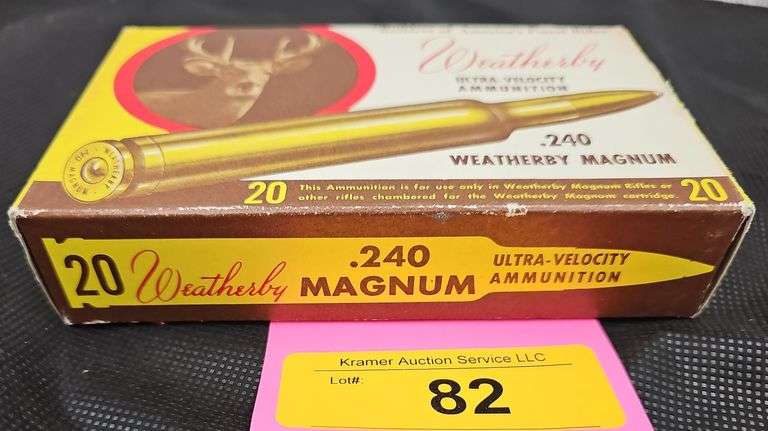 Weatherby
ULTRA-VELOCITY
AMMUNITION
.240
WEATHERBY MAGNUM
20 This Ammunition is for use only in Weatherby Magnum Rifles or 20
other rifles chambered for the Weatherby Magnum cartridge.
20 Weatherby .240 MAGNUM ULTRA-VELOCITY
AMMUNITION
Kramer Auction Service LLC
Lot#:
82